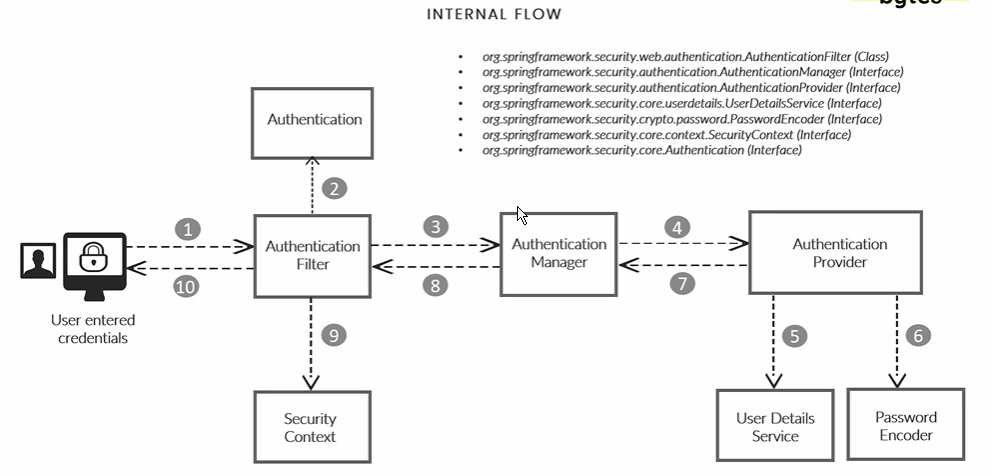 bytes
INTERNAL FLOW
• org.springframework.security.web.authentication.AuthenticationFilter (Class)
• org.springframework.security.authentication.AuthenticationManager (Interface)
• org.springframework.security.authentication.AuthenticationProvider (Interface)
• org.springframework.security.core.userdetails.UserDetailsService (Interface)
• org.springframework.security.crypto.password.PasswordEncoder (Interface)
• org.springframework.security.core.context.SecurityContext (Interface)
• org.springframework.security.core.Authentication (Interface)
Authentication
2
1
3
4
Authentication
Filter
Authentication
Manager
Authentication
Provider
10
8
7
User entered
credentials
9
5
6
Security
Context
User Details
Service
Password
Encoder